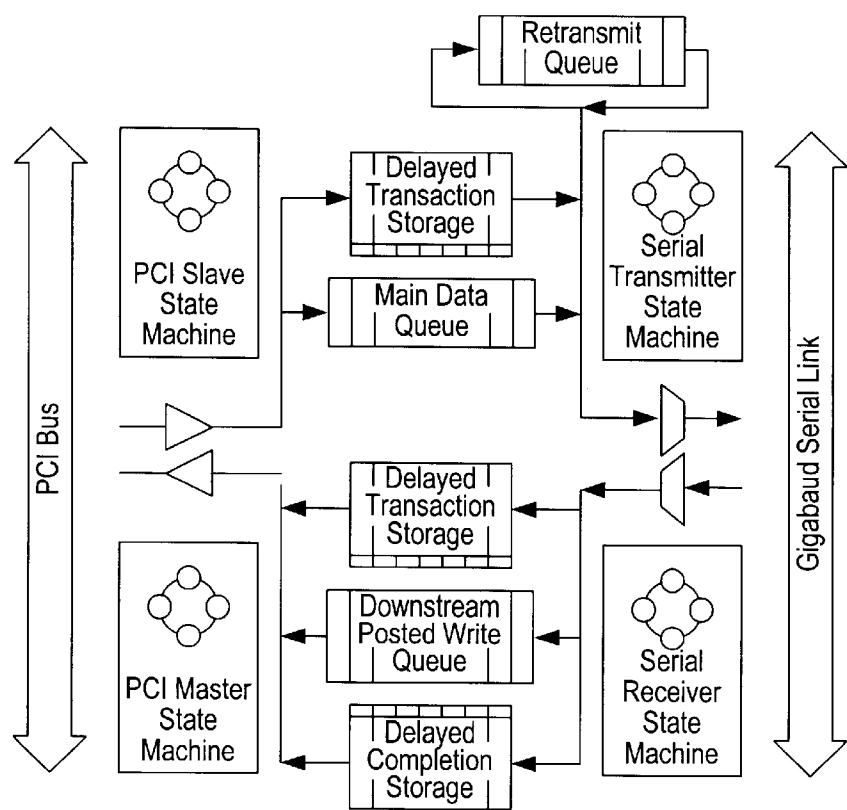 Retransmit
Queue
PCI Slave
State
Machine
Delayed
Transaction
Storage
Main Data
Queue
Serial
Transmitter
State
Machine
PCI Bus
Gigabaud Serial Link
PCI Master
State
Machine
Delayed
Transaction
Storage
Downstream
Posted Write
Queue
Delayed
Completion
Storage
Serial
Receiver
State
Machine